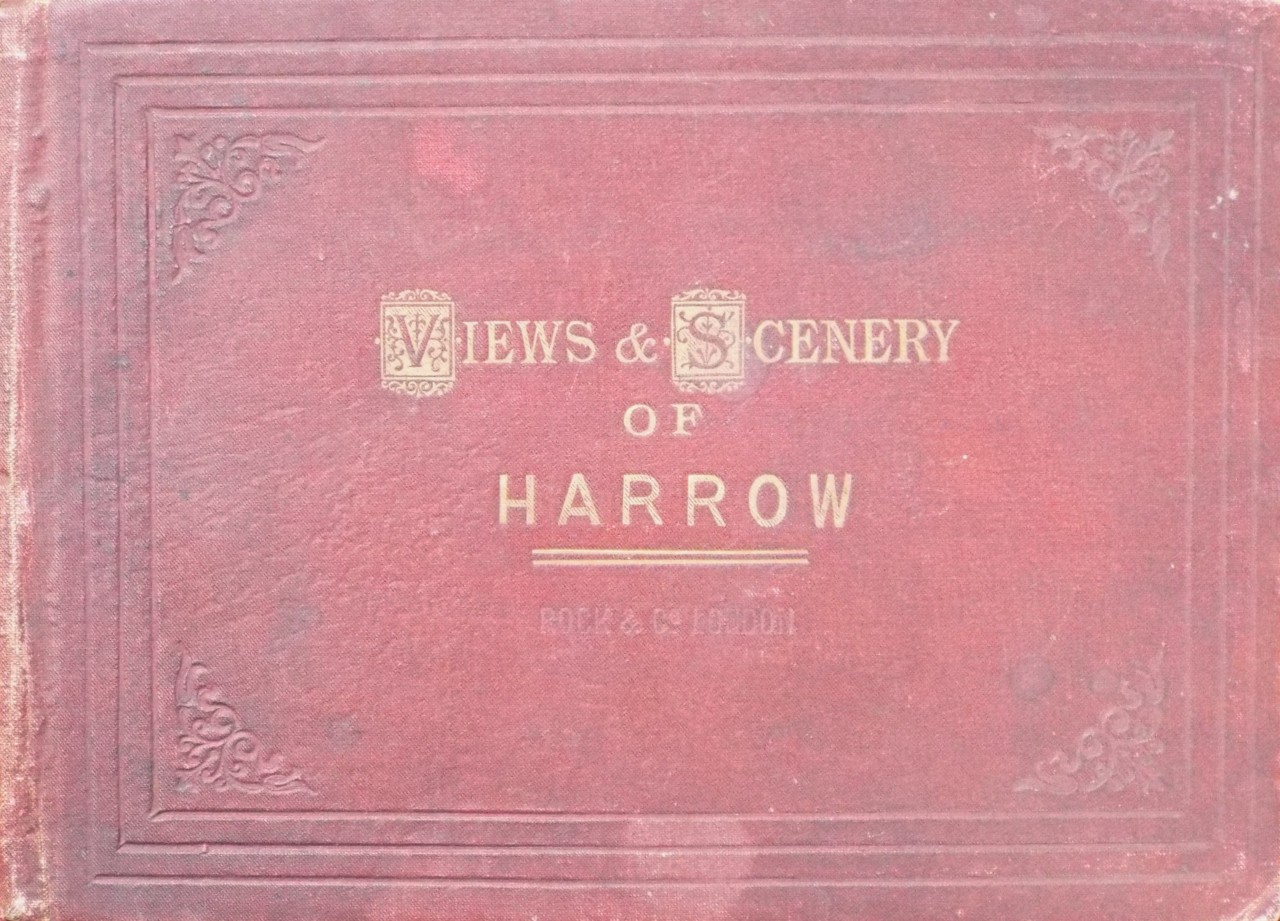 VIEWS & SCENERY
OF
HARROW
ROCK & Co LONDON